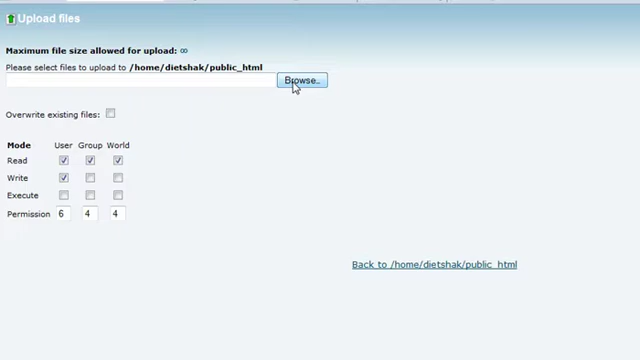 Upload files
Maximum file size allowed for upload: ∞
Please select files to upload to /home/dietshak/public_html
Browse..
Overwrite existing files:
Mode User Group World
Read
Write
Execute
Permission 6 4 4
Back to /home/dietshak/public_html